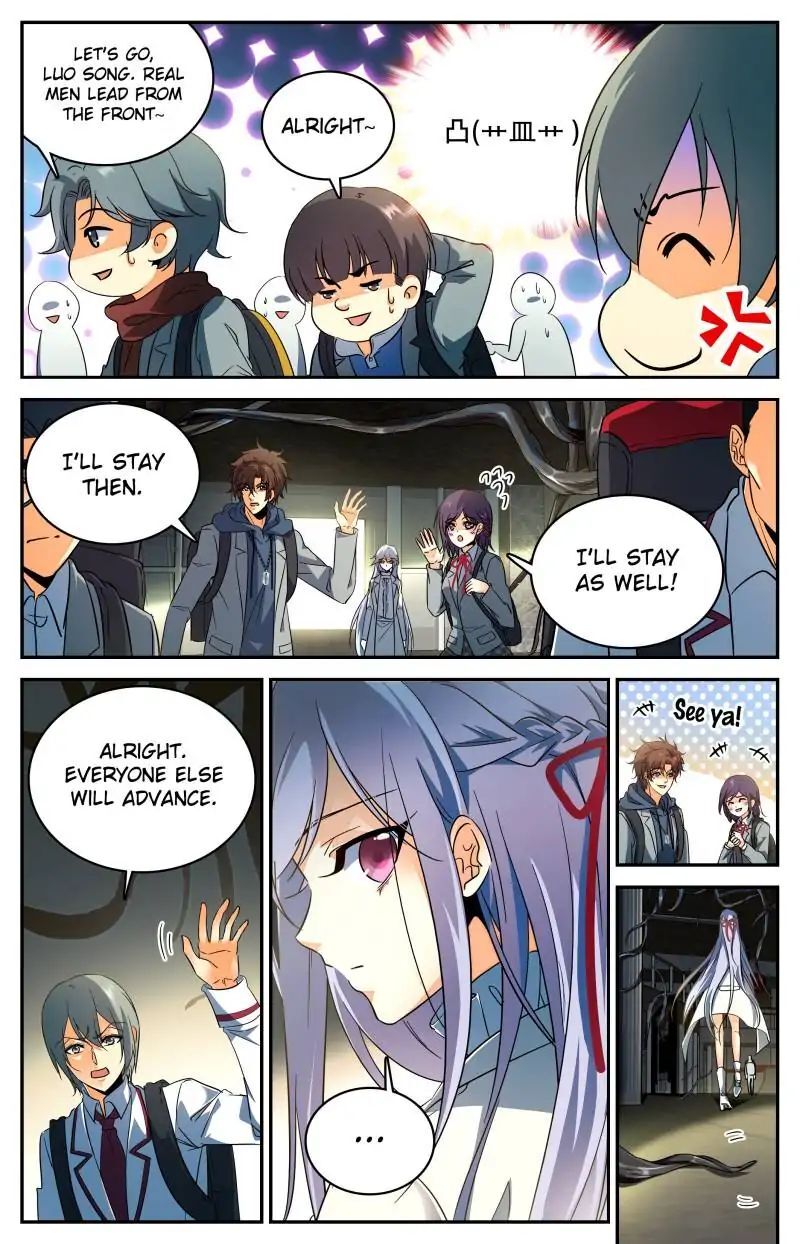 LET'S GO,
LUO SONG. REAL
MEN LEAD FROM
THE FRONT~
ALRIGHT~
凸(艹皿艹 )
I'LL STAY
THEN.
I'LL STAY
AS WELL!
ALRIGHT.
EVERYONE ELSE
WILL ADVANCE.
...
See ya!